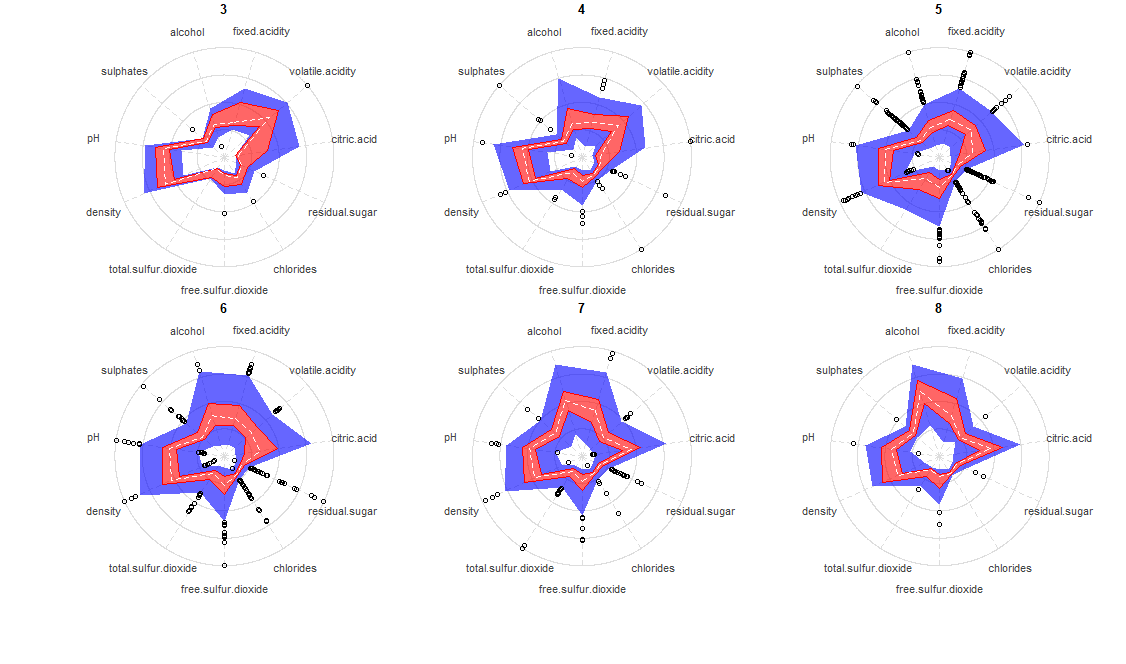 3 4 5
alcohol fixed.acidity alcohol fixed.acidity alcohol fixed.acidity
sulphates volatile.acidity sulphates volatile.acidity sulphates volatile.acidity
pH citric.acid pH citric.acid pH citric.acid
density residual.sugar density residual.sugar density residual.sugar
total.sulfur.dioxide chlorides total.sulfur.dioxide chlorides total.sulfur.dioxide chlorides
free.sulfur.dioxide free.sulfur.dioxide free.sulfur.dioxide
6 7 8
alcohol fixed.acidity alcohol fixed.acidity alcohol fixed.acidity
sulphates volatile.acidity sulphates volatile.acidity sulphates volatile.acidity
pH citric.acid pH citric.acid pH citric.acid
density residual.sugar density residual.sugar density residual.sugar
total.sulfur.dioxide chlorides total.sulfur.dioxide chlorides total.sulfur.dioxide chlorides
free.sulfur.dioxide free.sulfur.dioxide free.sulfur.dioxide